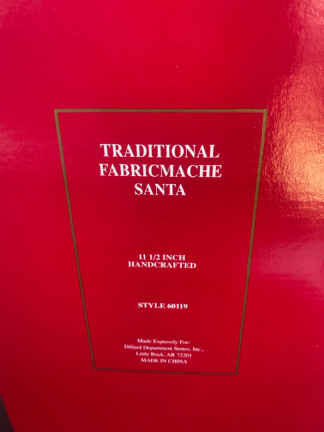 TRADITIONAL
FABRICMACHE
SANTA
11 1/2 INCH
HANDCRAFTED
STYLE 60119
Made Expressly For:
Dillard Department Stores, Inc.,
Little Rock, AR 72201
MADE IN CHINA